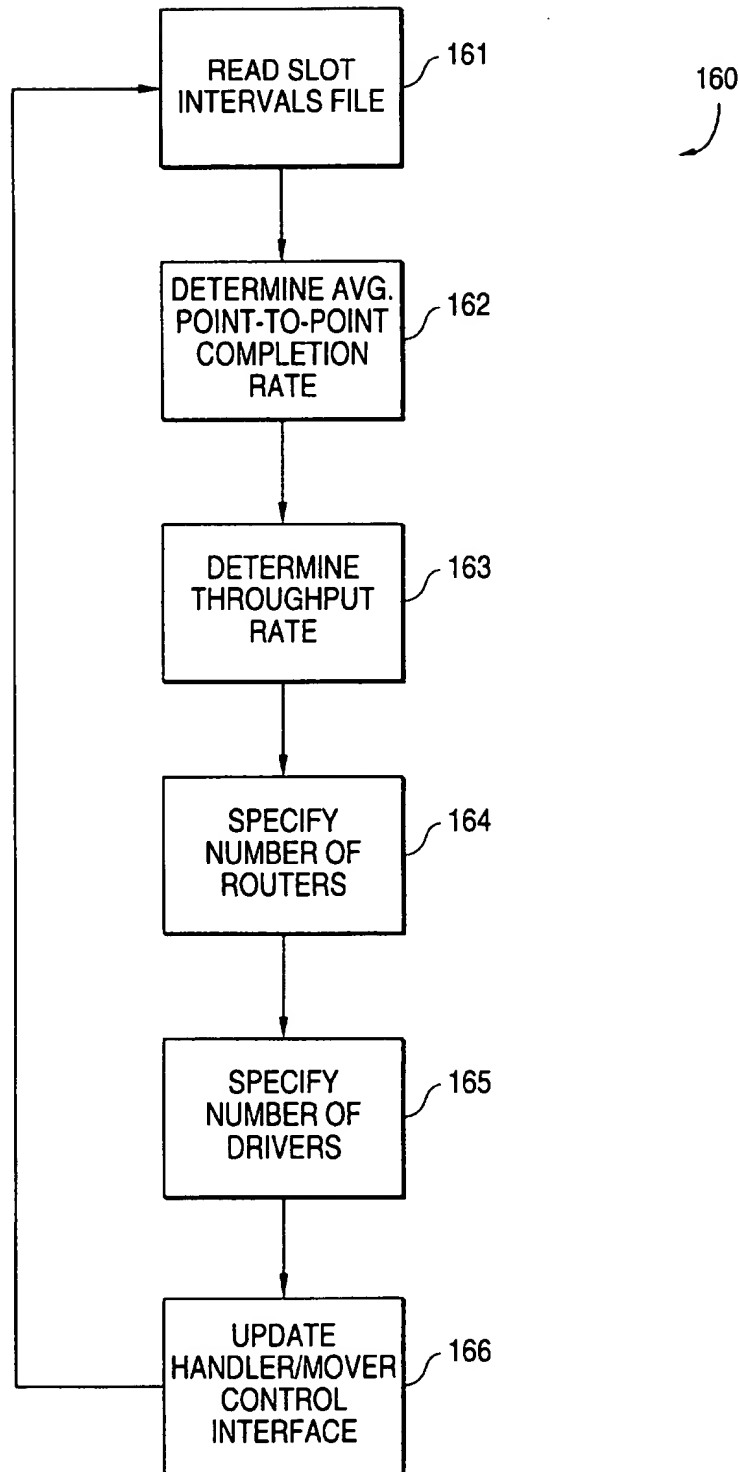 READ SLOT
INTERVALS FILE
161
160
DETERMINE AVG.
POINT-TO-POINT
COMPLETION
RATE
162
DETERMINE
THROUGHPUT
RATE
163
SPECIFY
NUMBER OF
ROUTERS
164
SPECIFY
NUMBER OF
DRIVERS
165
UPDATE
HANDLER/MOVER
CONTROL
INTERFACE
166